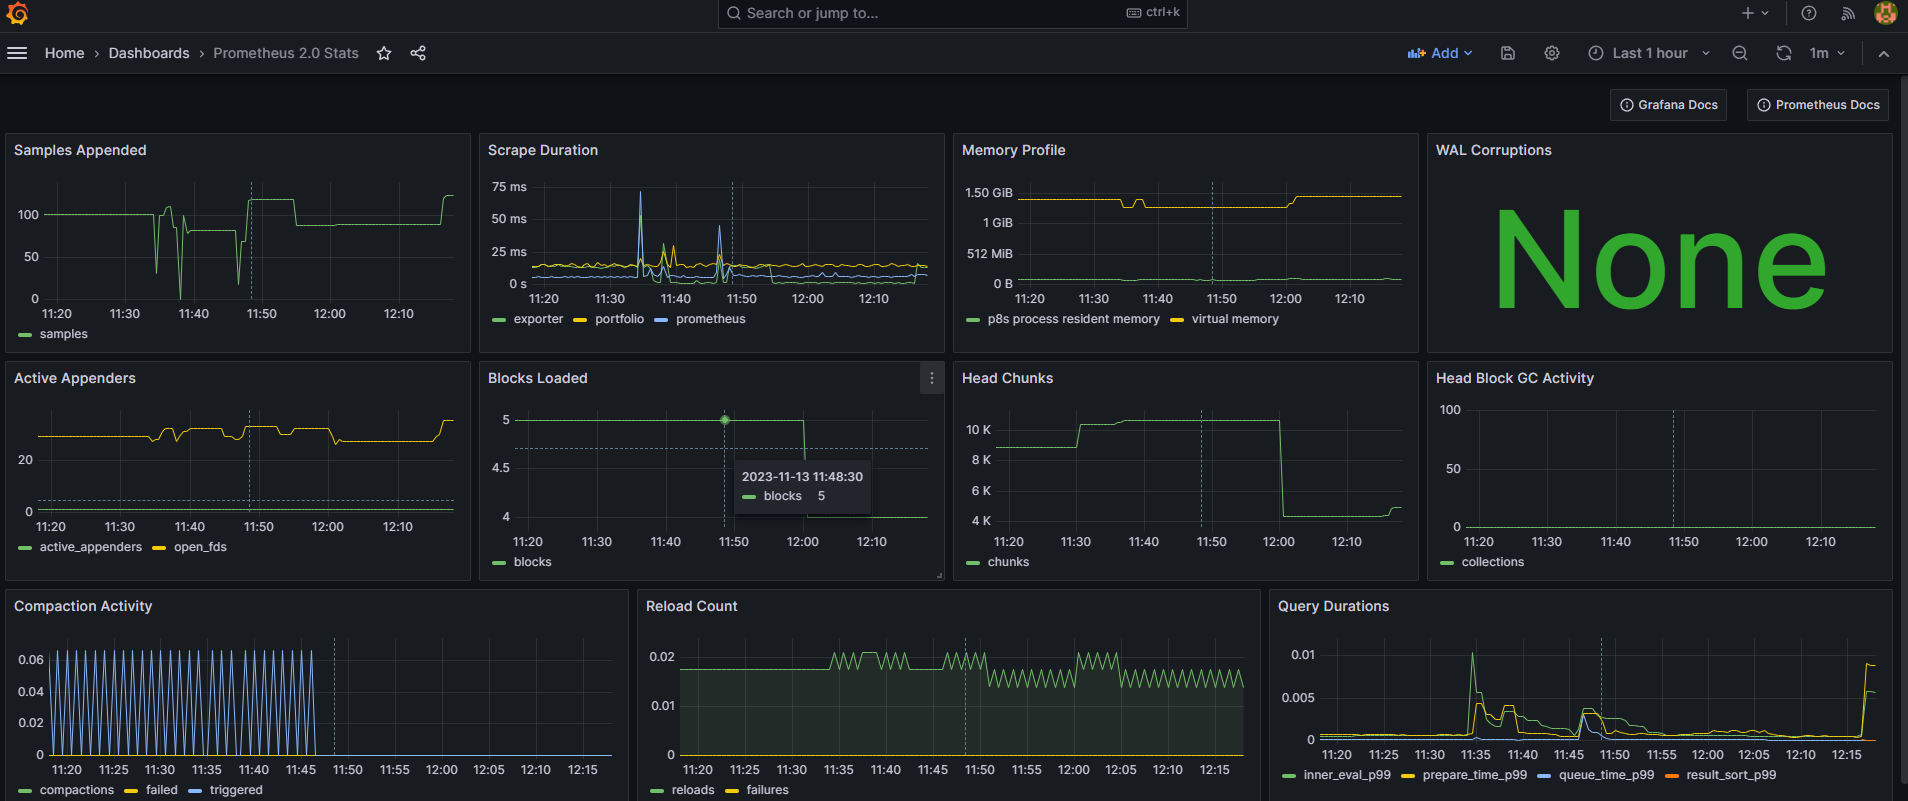 Search or jump to...
ctrl+k
Home › Dashboards › Prometheus 2.0 Stats
Add
Last 1 hour
1m
Grafana Docs
Prometheus Docs
Samples Appended
100
50
0
11:20 11:30 11:40 11:50 12:00 12:10
samples
Scrape Duration
75 ms
50 ms
25 ms
0 s
11:20 11:30 11:40 11:50 12:00 12:10
exporter portfolio prometheus
Memory Profile
1.50 GiB
1 GiB
512 MiB
0 B
11:20 11:30 11:40 11:50 12:00 12:10
p8s process resident memory virtual memory
WAL Corruptions
None
Active Appenders
20
0
11:20 11:30 11:40 11:50 12:00 12:10
active_appenders open_fds
Blocks Loaded
5
4.5
4
2023-11-13 11:48:30
blocks 5
11:20 11:30 11:40 11:50 12:00 12:10
blocks
Head Chunks
10 K
8 K
6 K
4 K
11:20 11:30 11:40 11:50 12:00 12:10
chunks
Head Block GC Activity
100
50
0
11:20 11:30 11:40 11:50 12:00 12:10
collections
Compaction Activity
0.06
0.04
0.02
0
11:20 11:25 11:30 11:35 11:40 11:45 11:50 11:55 12:00 12:05 12:10 12:15
compactions failed triggered
Reload Count
0.02
0.01
0
11:20 11:25 11:30 11:35 11:40 11:45 11:50 11:55 12:00 12:05 12:10 12:15
reloads failures
Query Durations
0.01
0.005
0
11:20 11:25 11:30 11:35 11:40 11:45 11:50 11:55 12:00 12:05 12:10 12:15
inner_eval_p99 prepare_time_p99 queue_time_p99 result_sort_p99